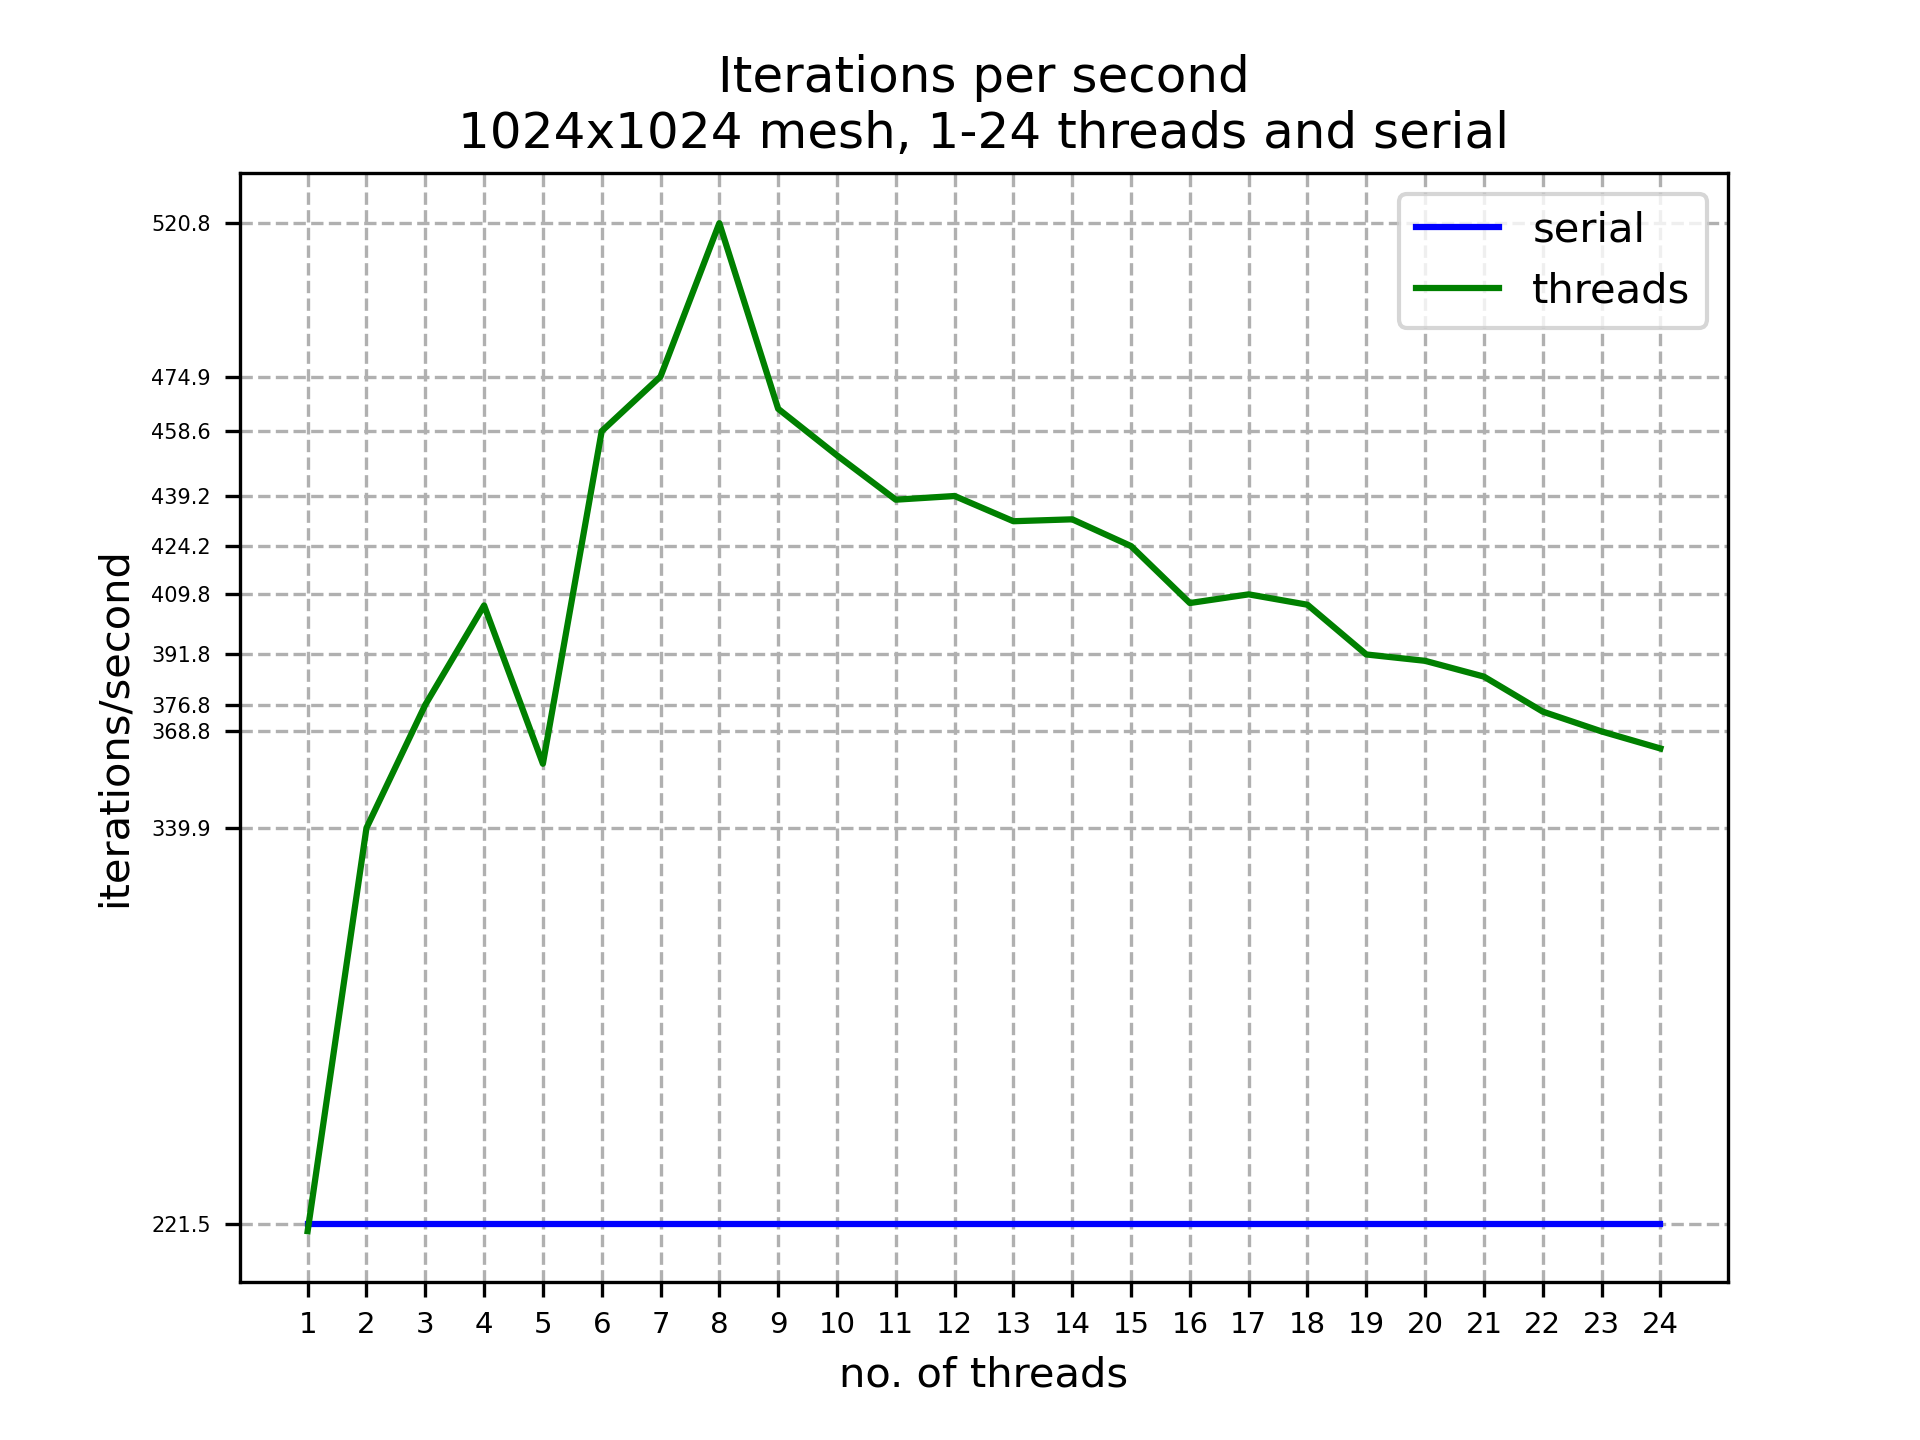 Iterations per second
1024x1024 mesh, 1-24 threads and serial
serial
threads
520.8
474.9
458.6
439.2
424.2
409.8
391.8
376.8
368.8
339.9
221.5
iterations/second
1 2 3 4 5 6 7 8 9 10 11 12 13 14 15 16 17 18 19 20 21 22 23 24
no. of threads